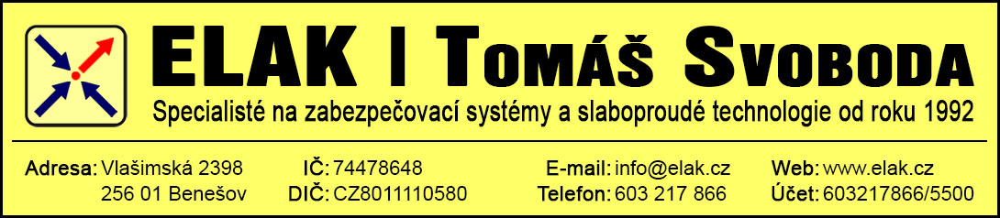 ELAK | Tomáš Svoboda
Specialisté na zabezpečovací systémy a slaboproudé technologie od roku 1992
Adresa: Vlašimská 2398 IČ: 74478648 E-mail: info@elak.cz Web: www.elak.cz
256 01 Benešov DIČ: CZ8011110580 Telefon: 603 217 866 Účet: 603217866/5500